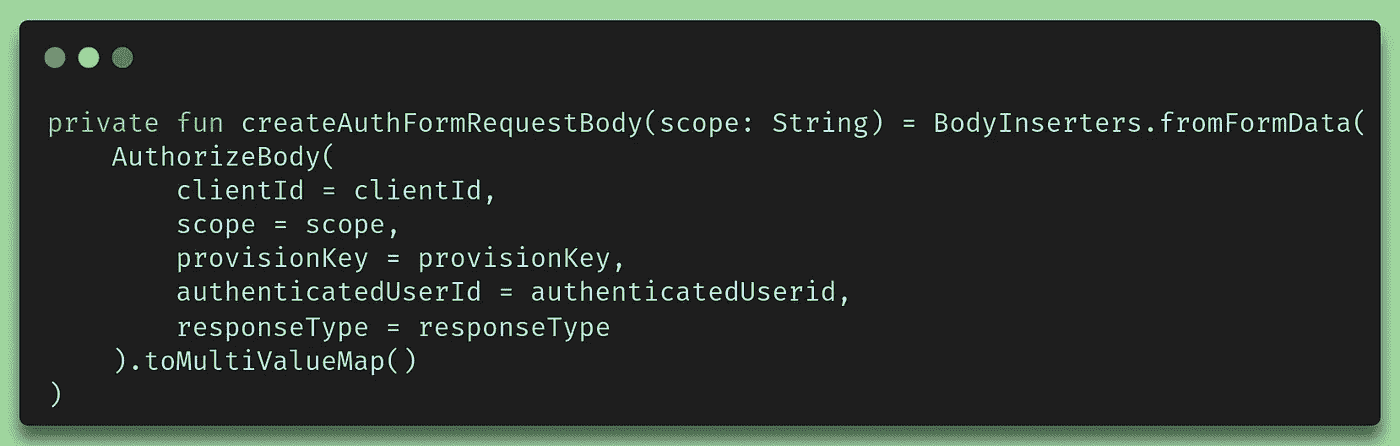 private fun createAuthFormRequestBody(scope: String) = BodyInserters.fromFormData(
    AuthorizeBody(
        clientId = clientId,
        scope = scope,
        provisionKey = provisionKey,
        authenticatedUserId = authenticatedUserid,
        responseType = responseType
    ).toMultiValueMap()
)